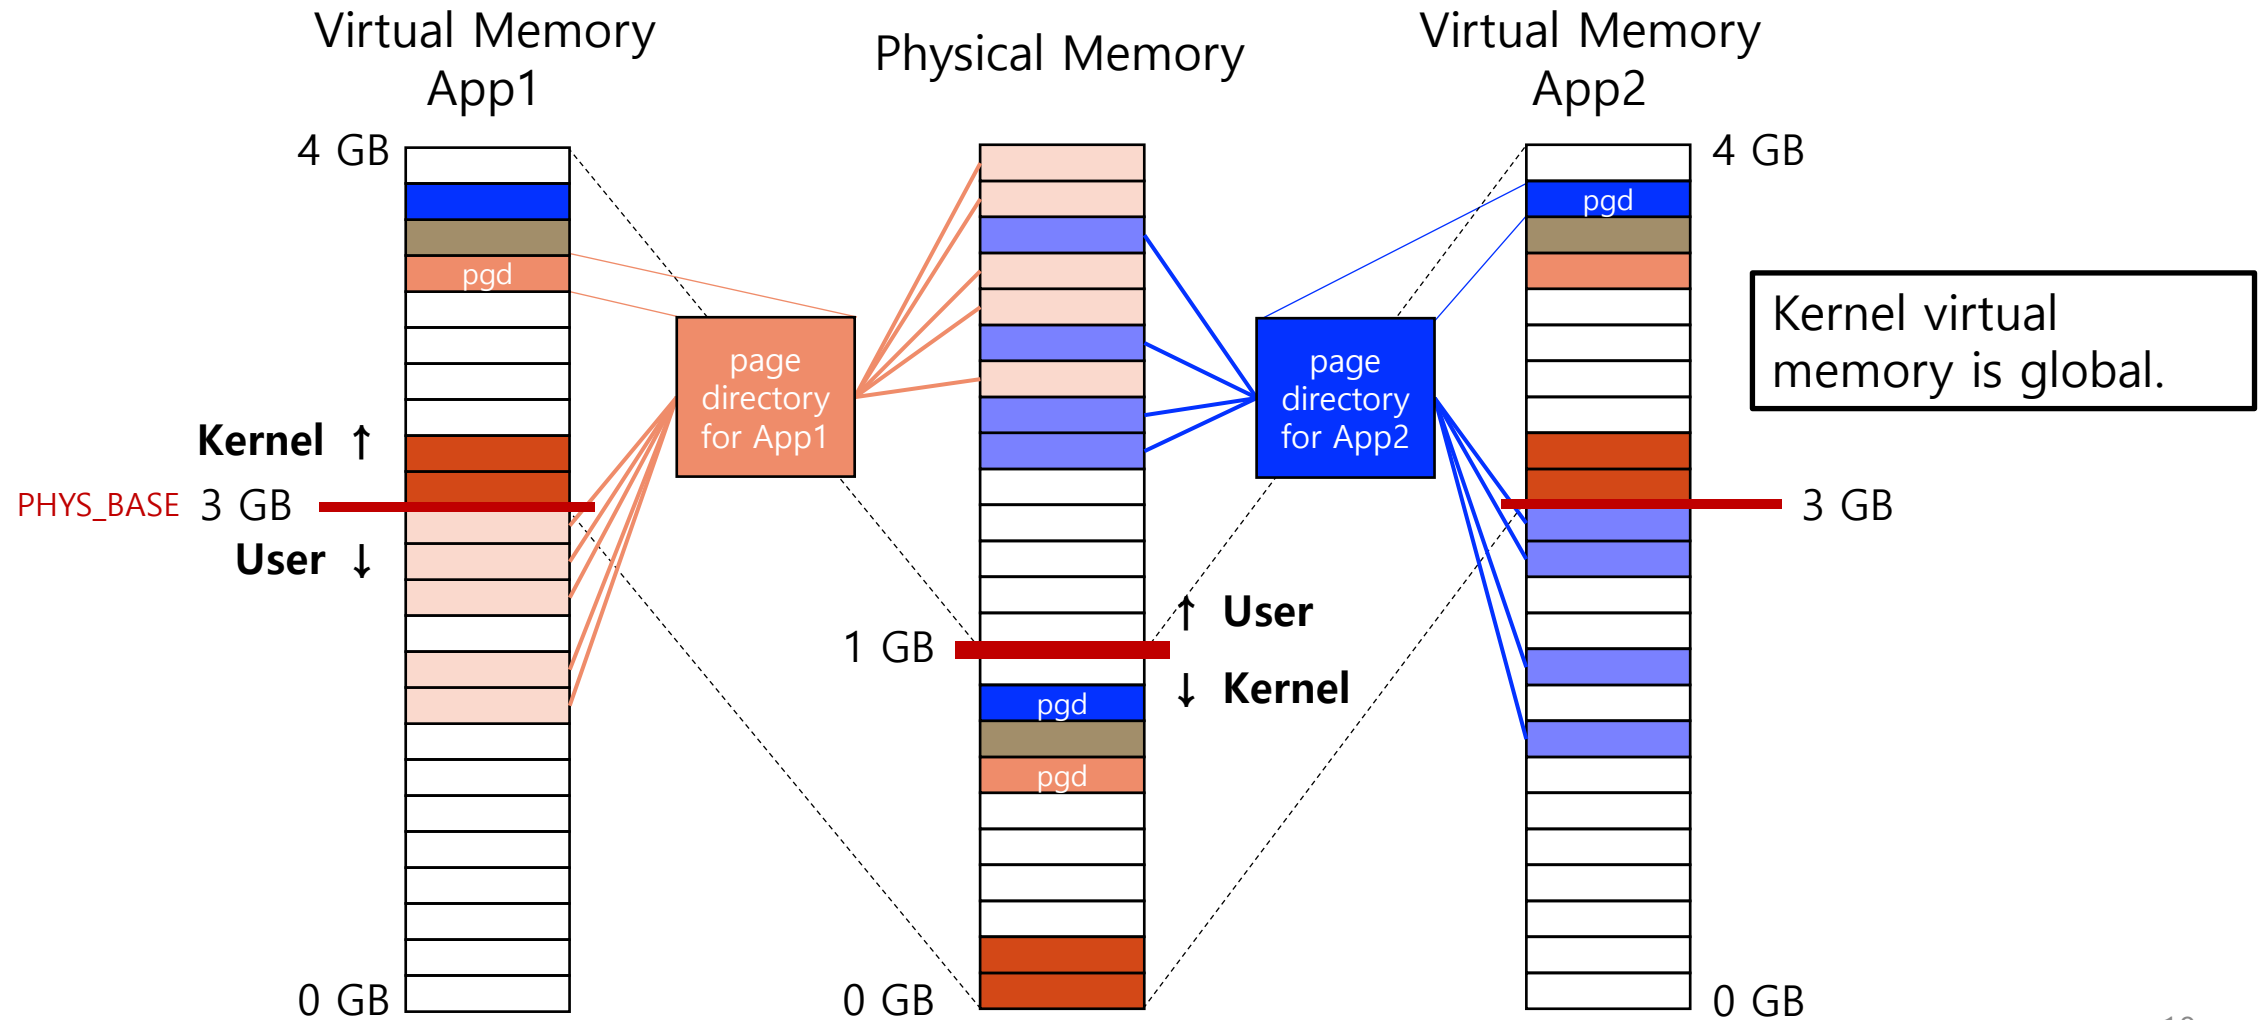 Virtual Memory
App1
Physical Memory
Virtual Memory
App2
4 GB
4 GB
pgd
pgd
Kernel virtual
memory is global.
page
directory
for App1
page
directory
for App2
Kernel ↑
PHYS_BASE 3 GB
3 GB
User ↓
↑ User
1 GB
↓ Kernel
pgd
pgd
0 GB
0 GB
0 GB